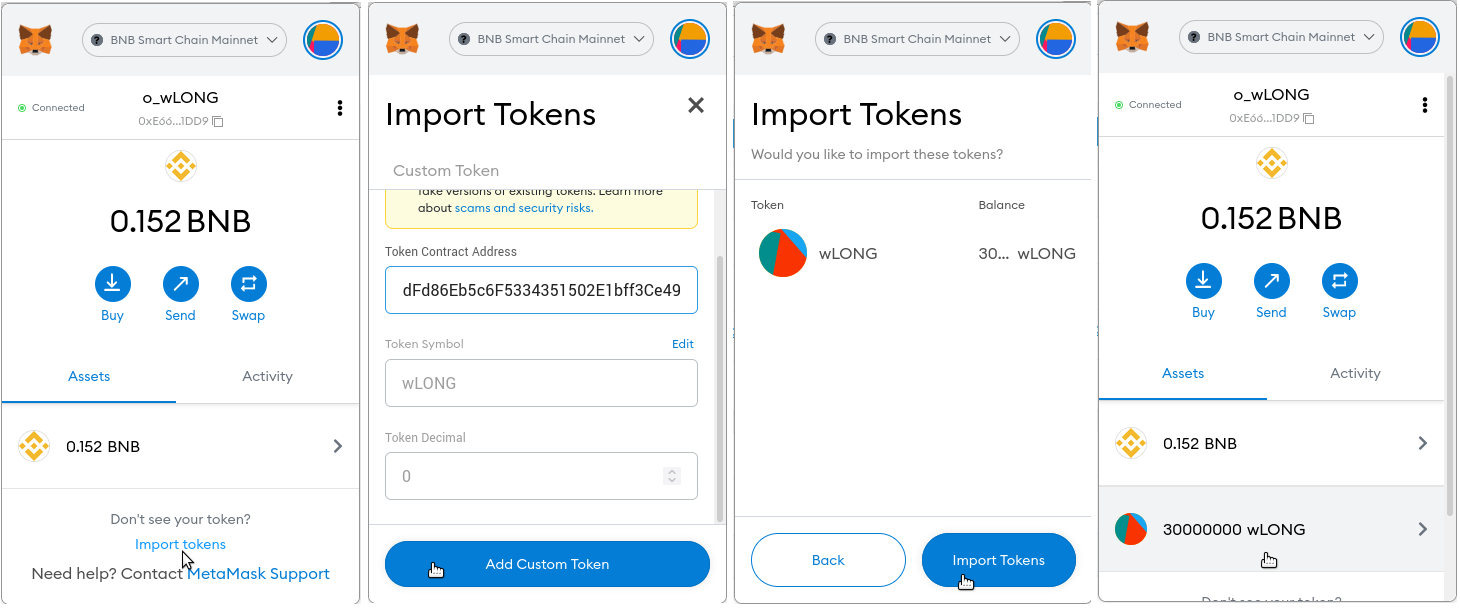 BNB Smart Chain Mainnet
Connected
o_wLONG
0xE66...1DD9
0.152 BNB
Buy
Send
Swap
Assets
Activity
0.152 BNB
Don't see your token?
Import tokens
Need help? Contact MetaMask Support
BNB Smart Chain Mainnet
Import Tokens
Custom Token
fake versions of existing tokens. Learn more
about scams and security risks.
Token Contract Address
dFd86Eb5c6F5334351502E1bff3Ce49
Token Symbol
Edit
wLONG
Token Decimal
0
Add Custom Token
BNB Smart Chain Mainnet
Import Tokens
Would you like to import these tokens?
Token
Balance
wLONG
30... wLONG
Back
Import Tokens
BNB Smart Chain Mainnet
Connected
o_wLONG
0xE66...1DD9
0.152 BNB
Buy
Send
Swap
Assets
Activity
0.152 BNB
30000000 wLONG
Don't see your token?